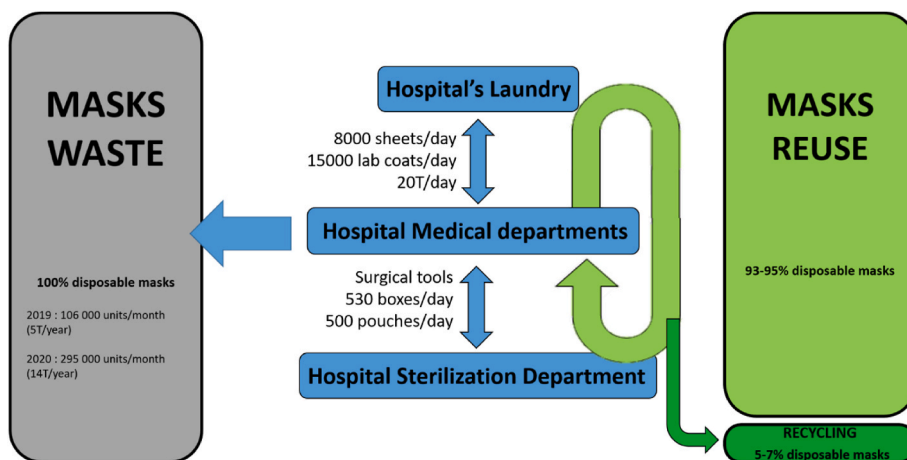 MASKS
WASTE
100% disposable masks
2019 : 106 000 units/month
(5T/year)
2020 : 295 000 units/month
(14T/year)
Hospital's Laundry
8000 sheets/day
15000 lab coats/day
20T/day
Hospital Medical departments
Surgical tools
530 boxes/day
500 pouches/day
Hospital Sterilization Department
MASKS
REUSE
93-95% disposable masks
RECYCLING
5-7% disposable masks